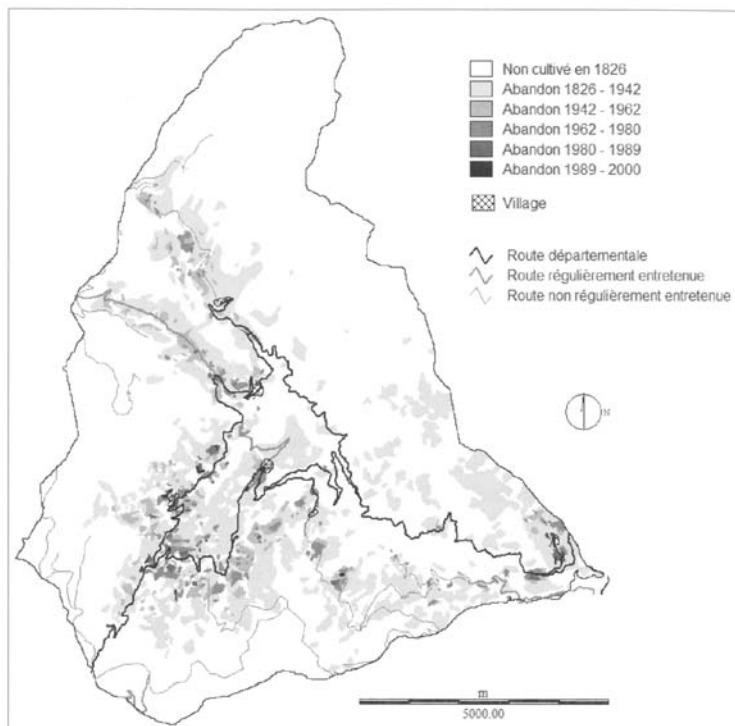 Non cultivé en 1826
Abandon 1826 - 1942
Abandon 1942 - 1962
Abandon 1962 - 1980
Abandon 1980 - 1989
Abandon 1989 - 2000
Village
Route départementale
Route régulièrement entretenue
Route non régulièrement entretenue
N
m
5000.00